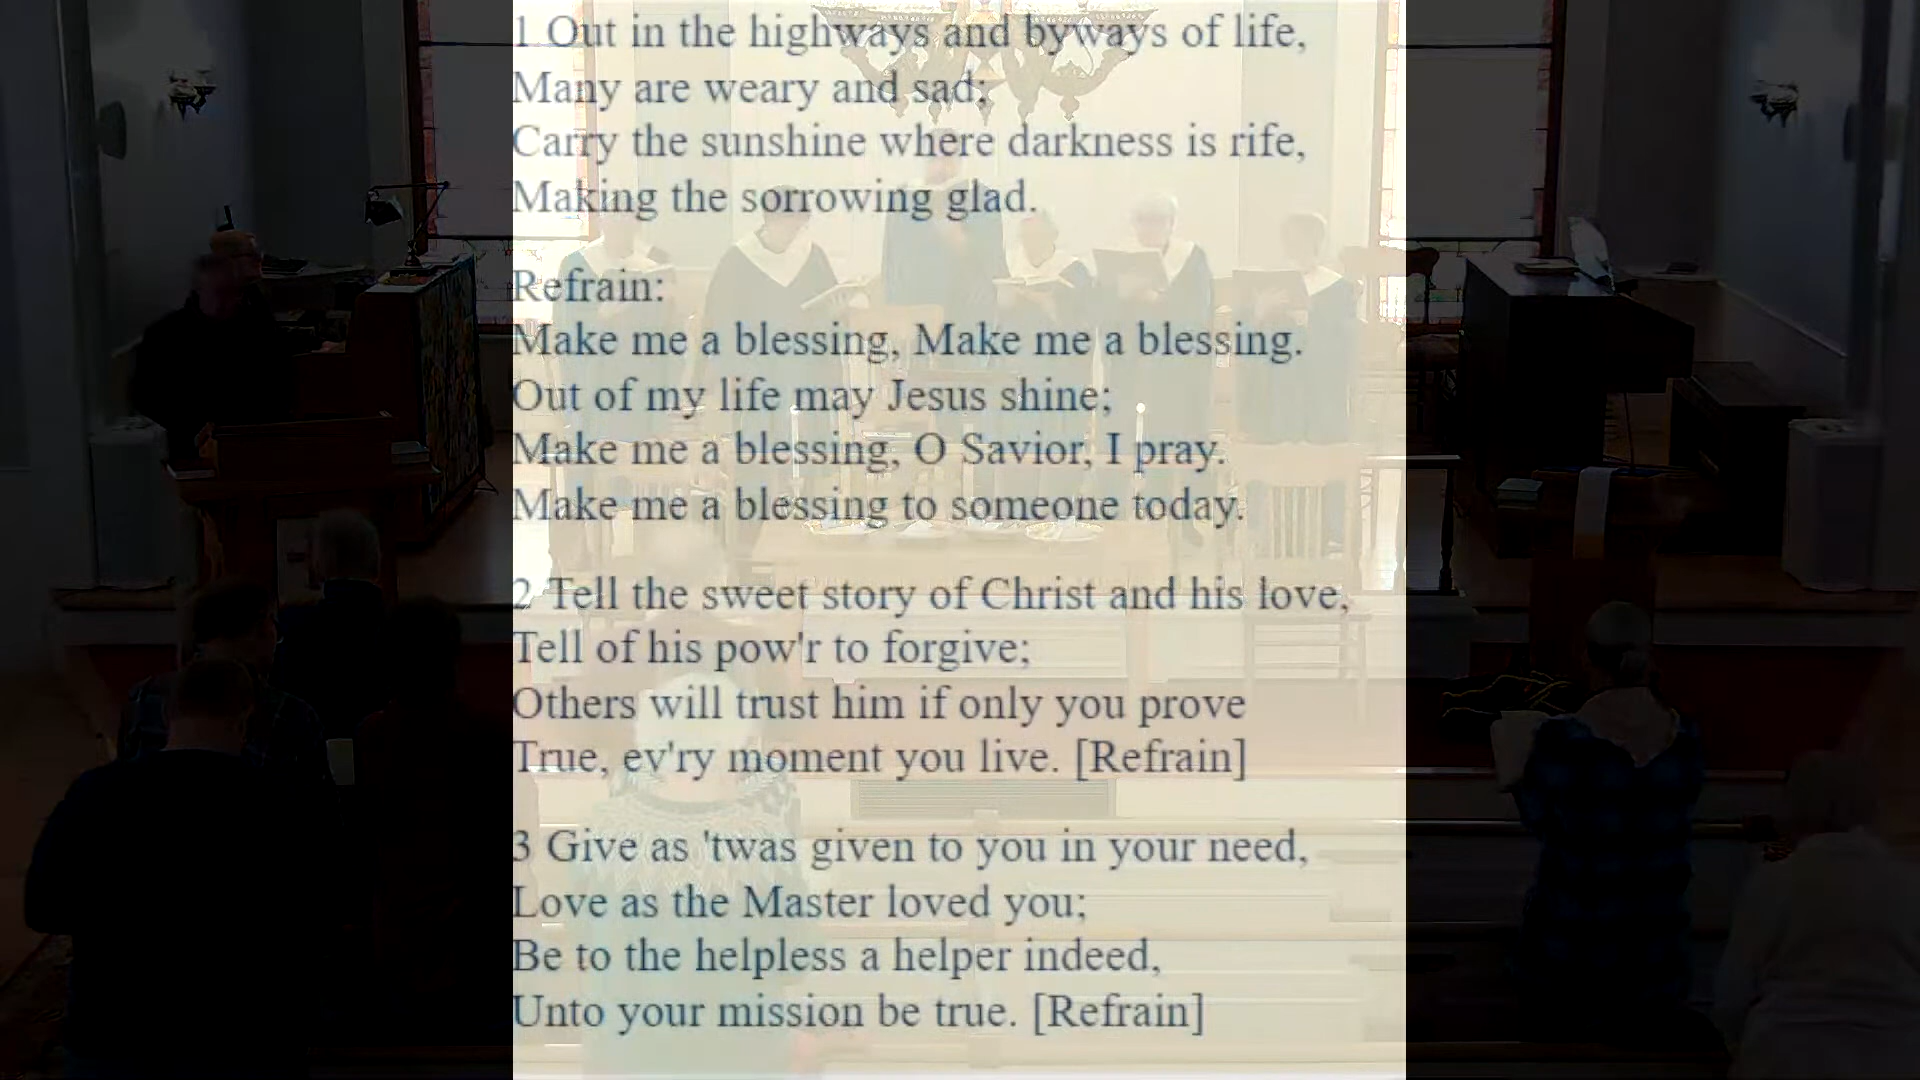 1 Out in the highways and byways of life,
Many are weary and sad;
Carry the sunshine where darkness is rife,
Making the sorrowing glad.
Refrain:
Make me a blessing, Make me a blessing.
Out of my life may Jesus shine;
Make me a blessing, O Savior, I pray.
Make me a blessing to someone today.
2 Tell the sweet story of Christ and his love,
Tell of his pow'r to forgive;
Others will trust him if only you prove
True, ev'ry moment you live. [Refrain]
3 Give as 'twas given to you in your need,
Love as the Master loved you;
Be to the helpless a helper indeed,
Unto your mission be true. [Refrain]